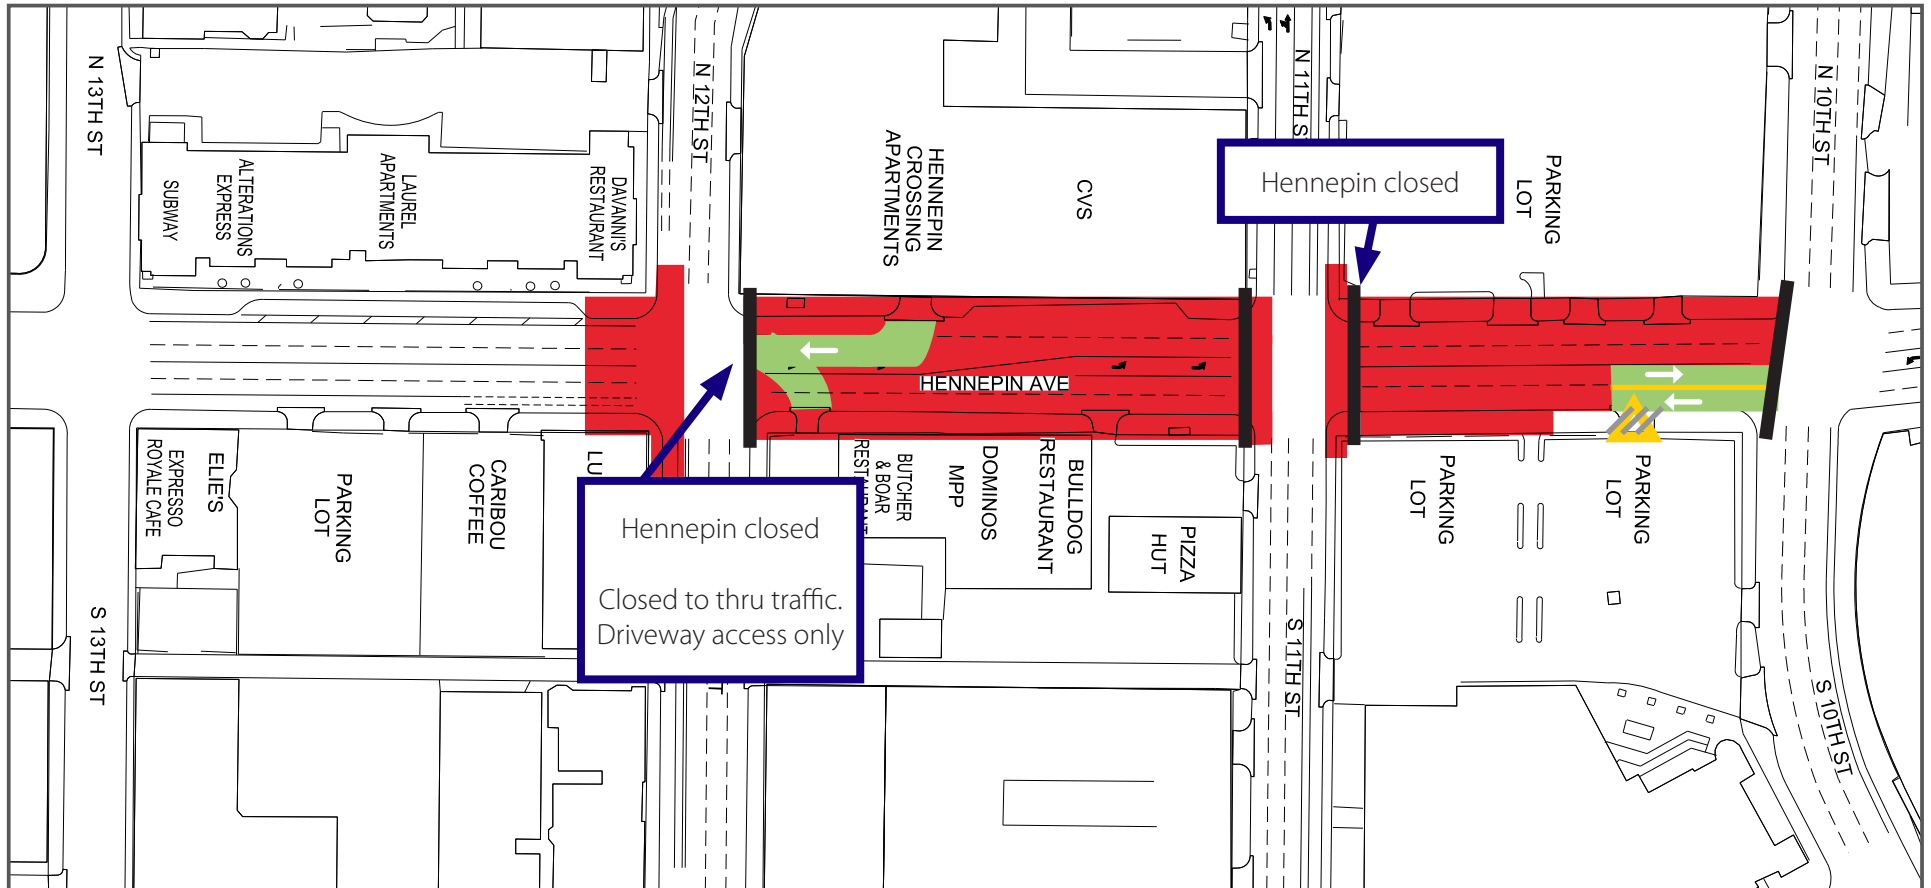 N 13TH ST
N 12TH ST
N 11TH S
N 10TH ST
SUBWAY
ALTERATIONS
EXPRESS
LAUREL
APARTMENTS
DAVANNI'S
RESTAURANT
HENNEPIN
CROSSING
APARTMENTS
CVS
Hennepin closed
PARKING
LOT
HENNEPIN AVE
EXPRESSO
ROYALE CAFE
ELIE'S
PARKING
LOT
CARIBOU
COFFEE
LU
Hennepin closed
Closed to thru traffic.
Driveway access only
BUTCHER
& BOAR
RESTAURANT
MPP
DOMINOS
BULLDOG
RESTAURANT
PIZZA
HUT
PARKING
LOT
PARKING
LOT
S 13TH ST
T
S 11TH ST
S 10TH ST